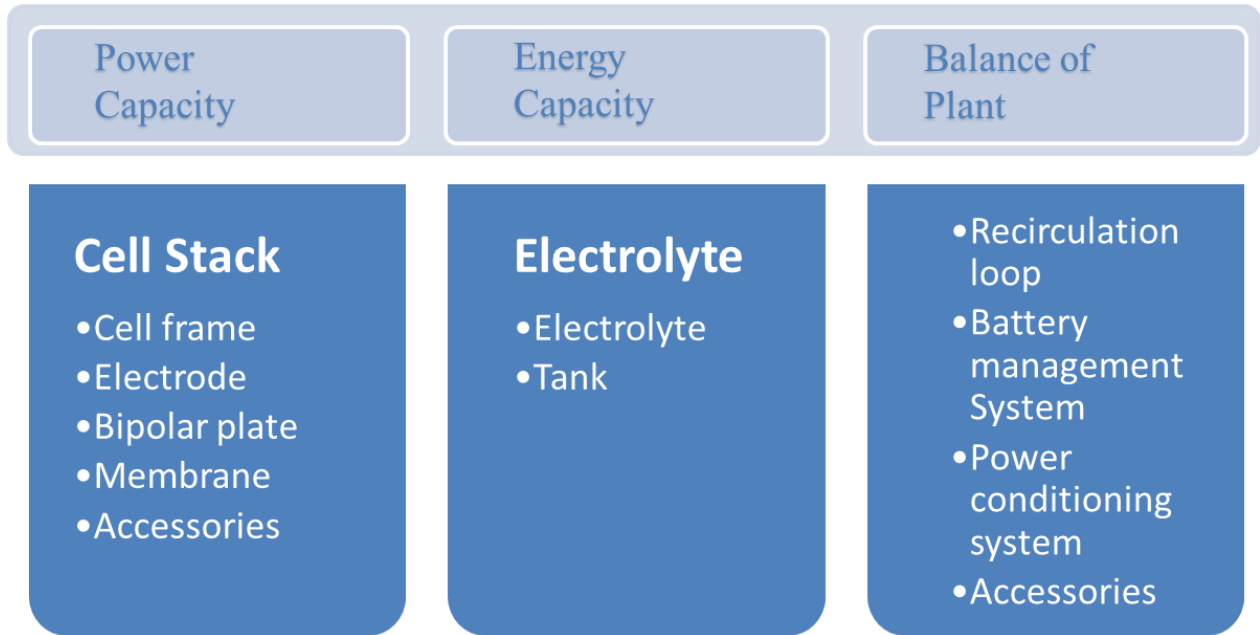 Power
Capacity
Energy
Capacity
Balance of
Plant
Cell Stack
•Cell frame
•Electrode
•Bipolar plate
•Membrane
•Accessories
Electrolyte
•Electrolyte
•Tank
•Recirculation
loop
•Battery
management
System
•Power
conditioning
system
•Accessories